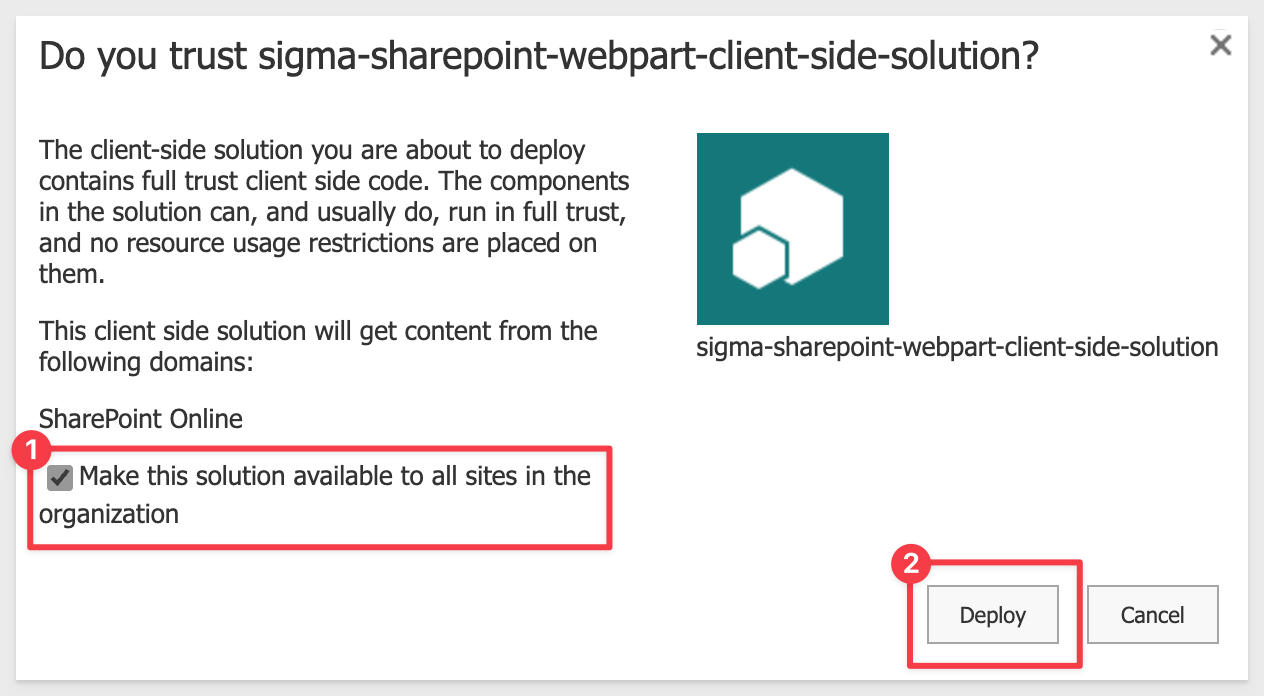 Do you trust sigma-sharepoint-webpart-client-side-solution?
The client-side solution you are about to deploy
contains full trust client side code. The components
in the solution can, and usually do, run in full trust,
and no resource usage restrictions are placed on
them.
This client side solution will get content from the
following domains:
SharePoint Online
1
Make this solution available to all sites in the
organization
sigma-sharepoint-webpart-client-side-solution
2
Deploy
Cancel